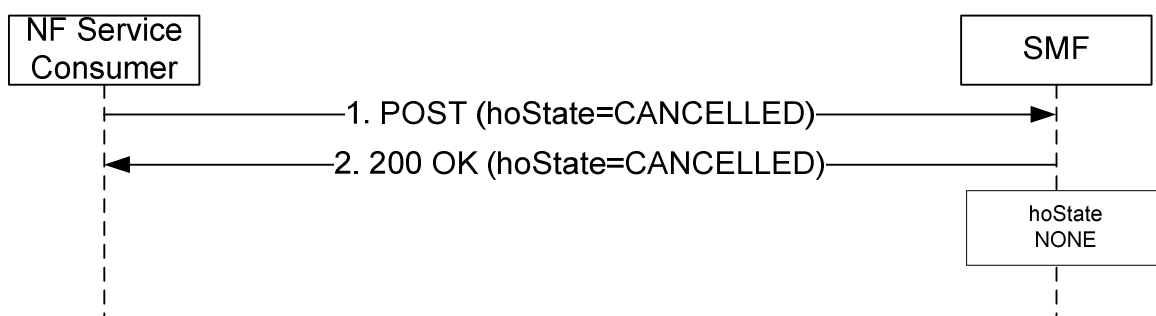 NF Service
Consumer
SMF
1. POST (hoState=CANCELLED)
2. 200 OK (hoState=CANCELLED)
hoState
NONE